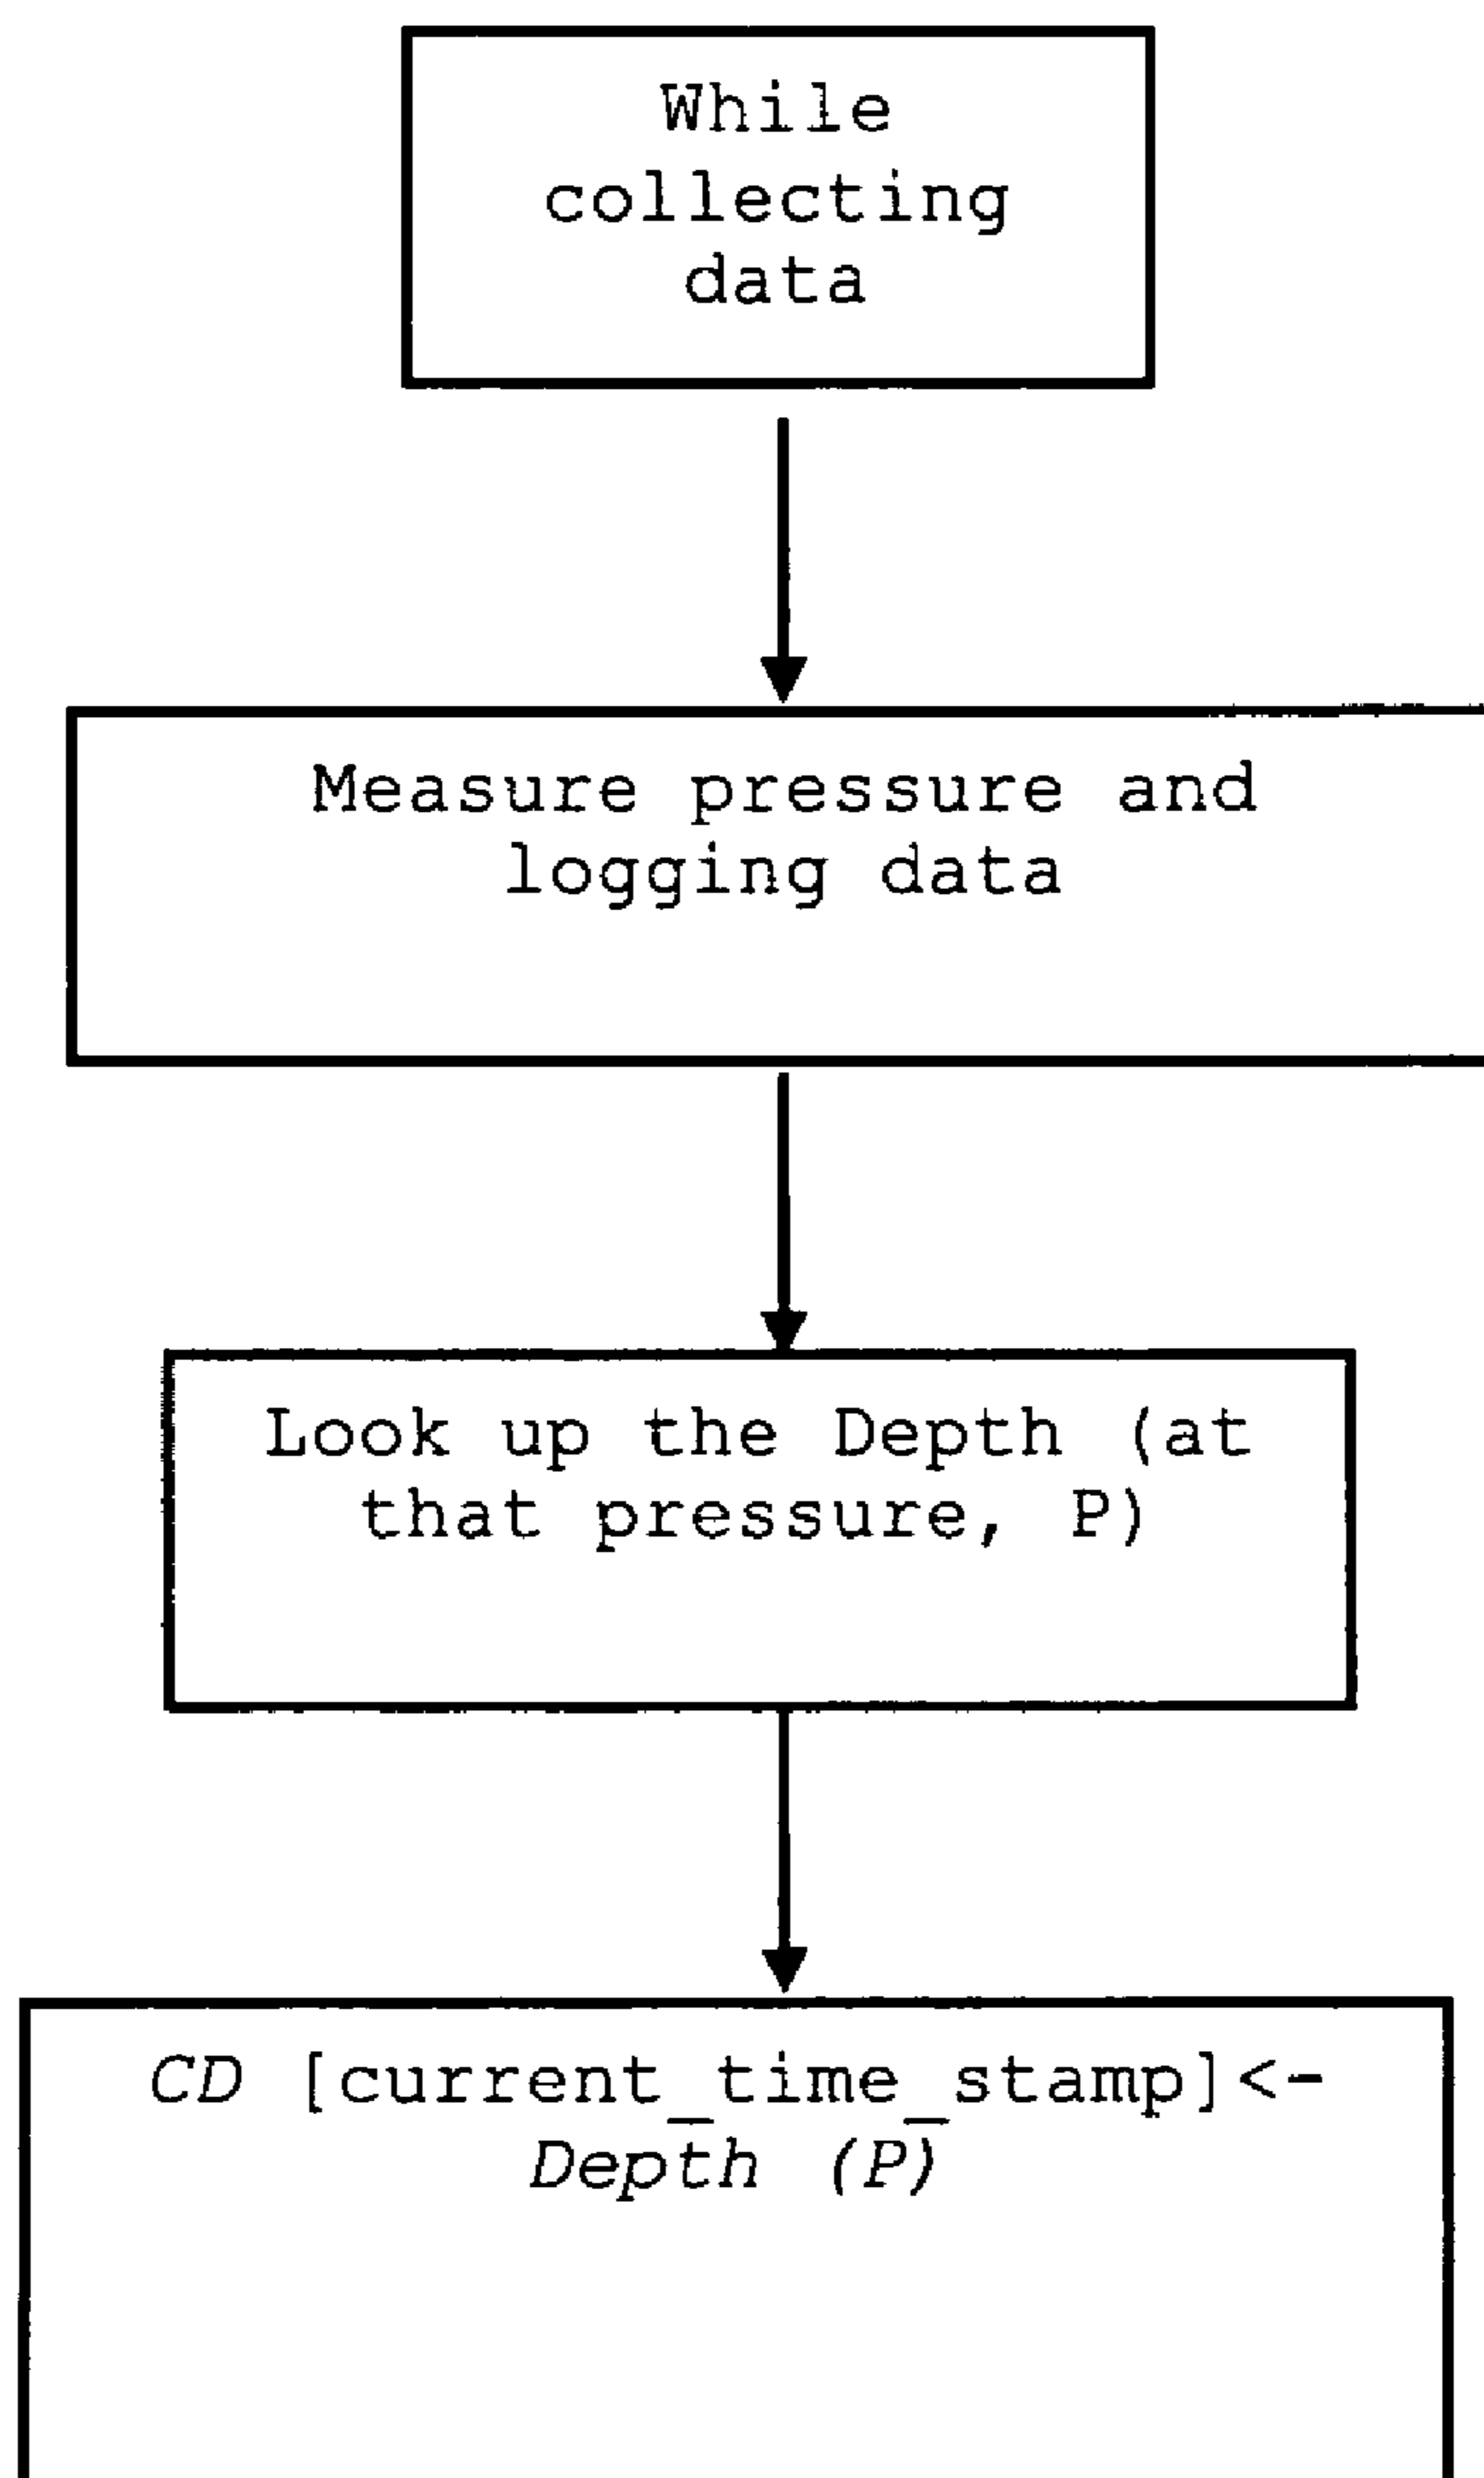 While
collecting
data
Measure pressure and
logging data
Look up the Depth (at
that pressure, P)
CD [current_time_stamp]<-
Depth (P)